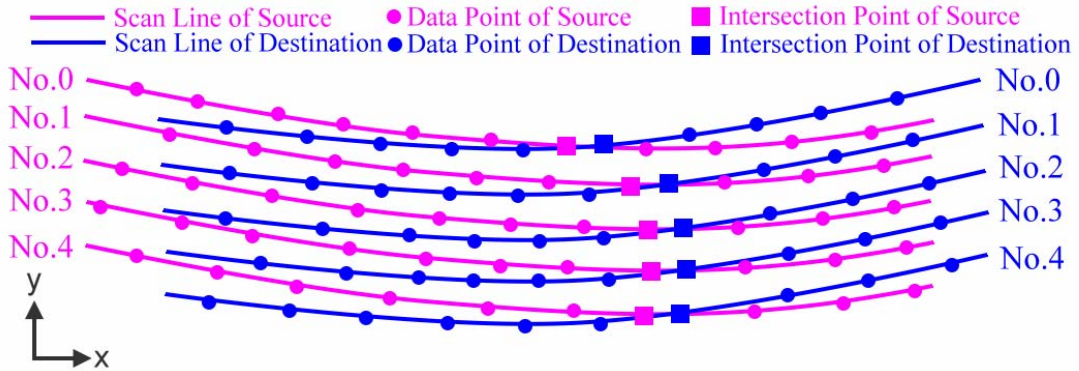 Scan Line of Source Data Point of Source Intersection Point of Source
Scan Line of Destination Data Point of Destination Intersection Point of Destination
No.0 No.0
No.1 No.1
No.2 No.2
No.3 No.3
No.4 No.4
y
x